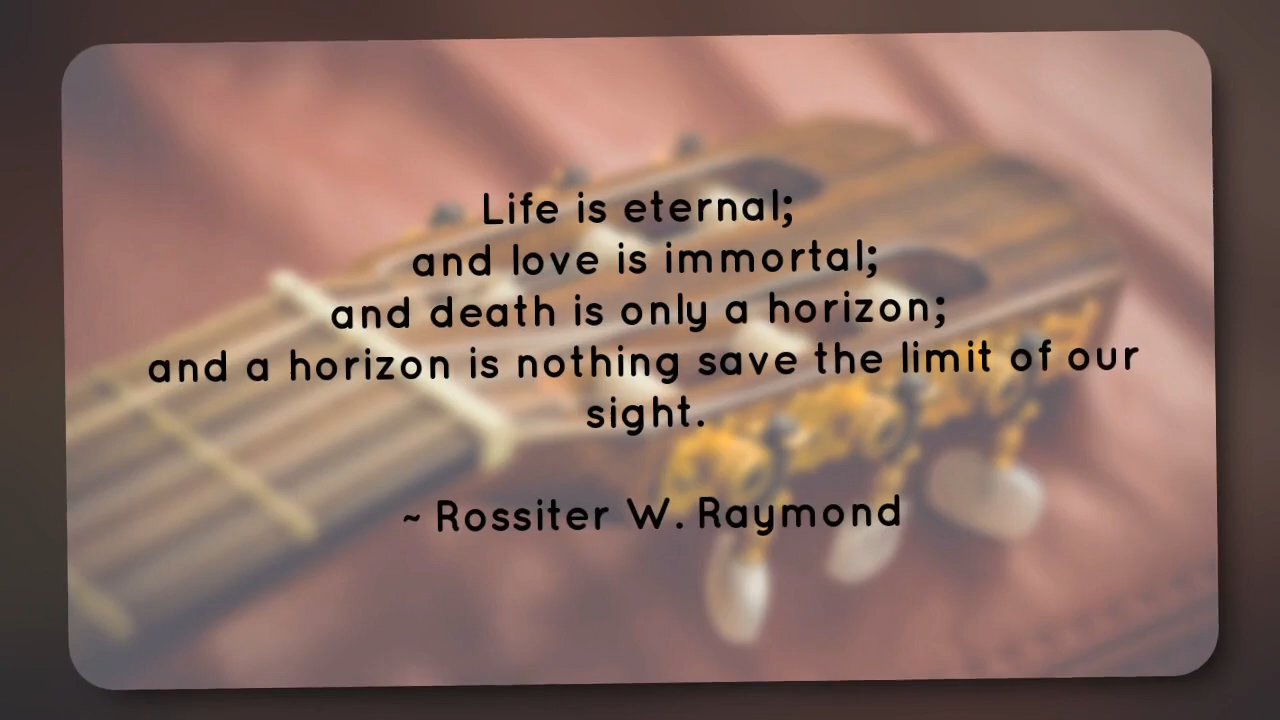 Life is eternal;
and love is immortal;
and death is only a horizon;
and a horizon is nothing save the limit of our
sight.
~ Rossiter W. Raymond